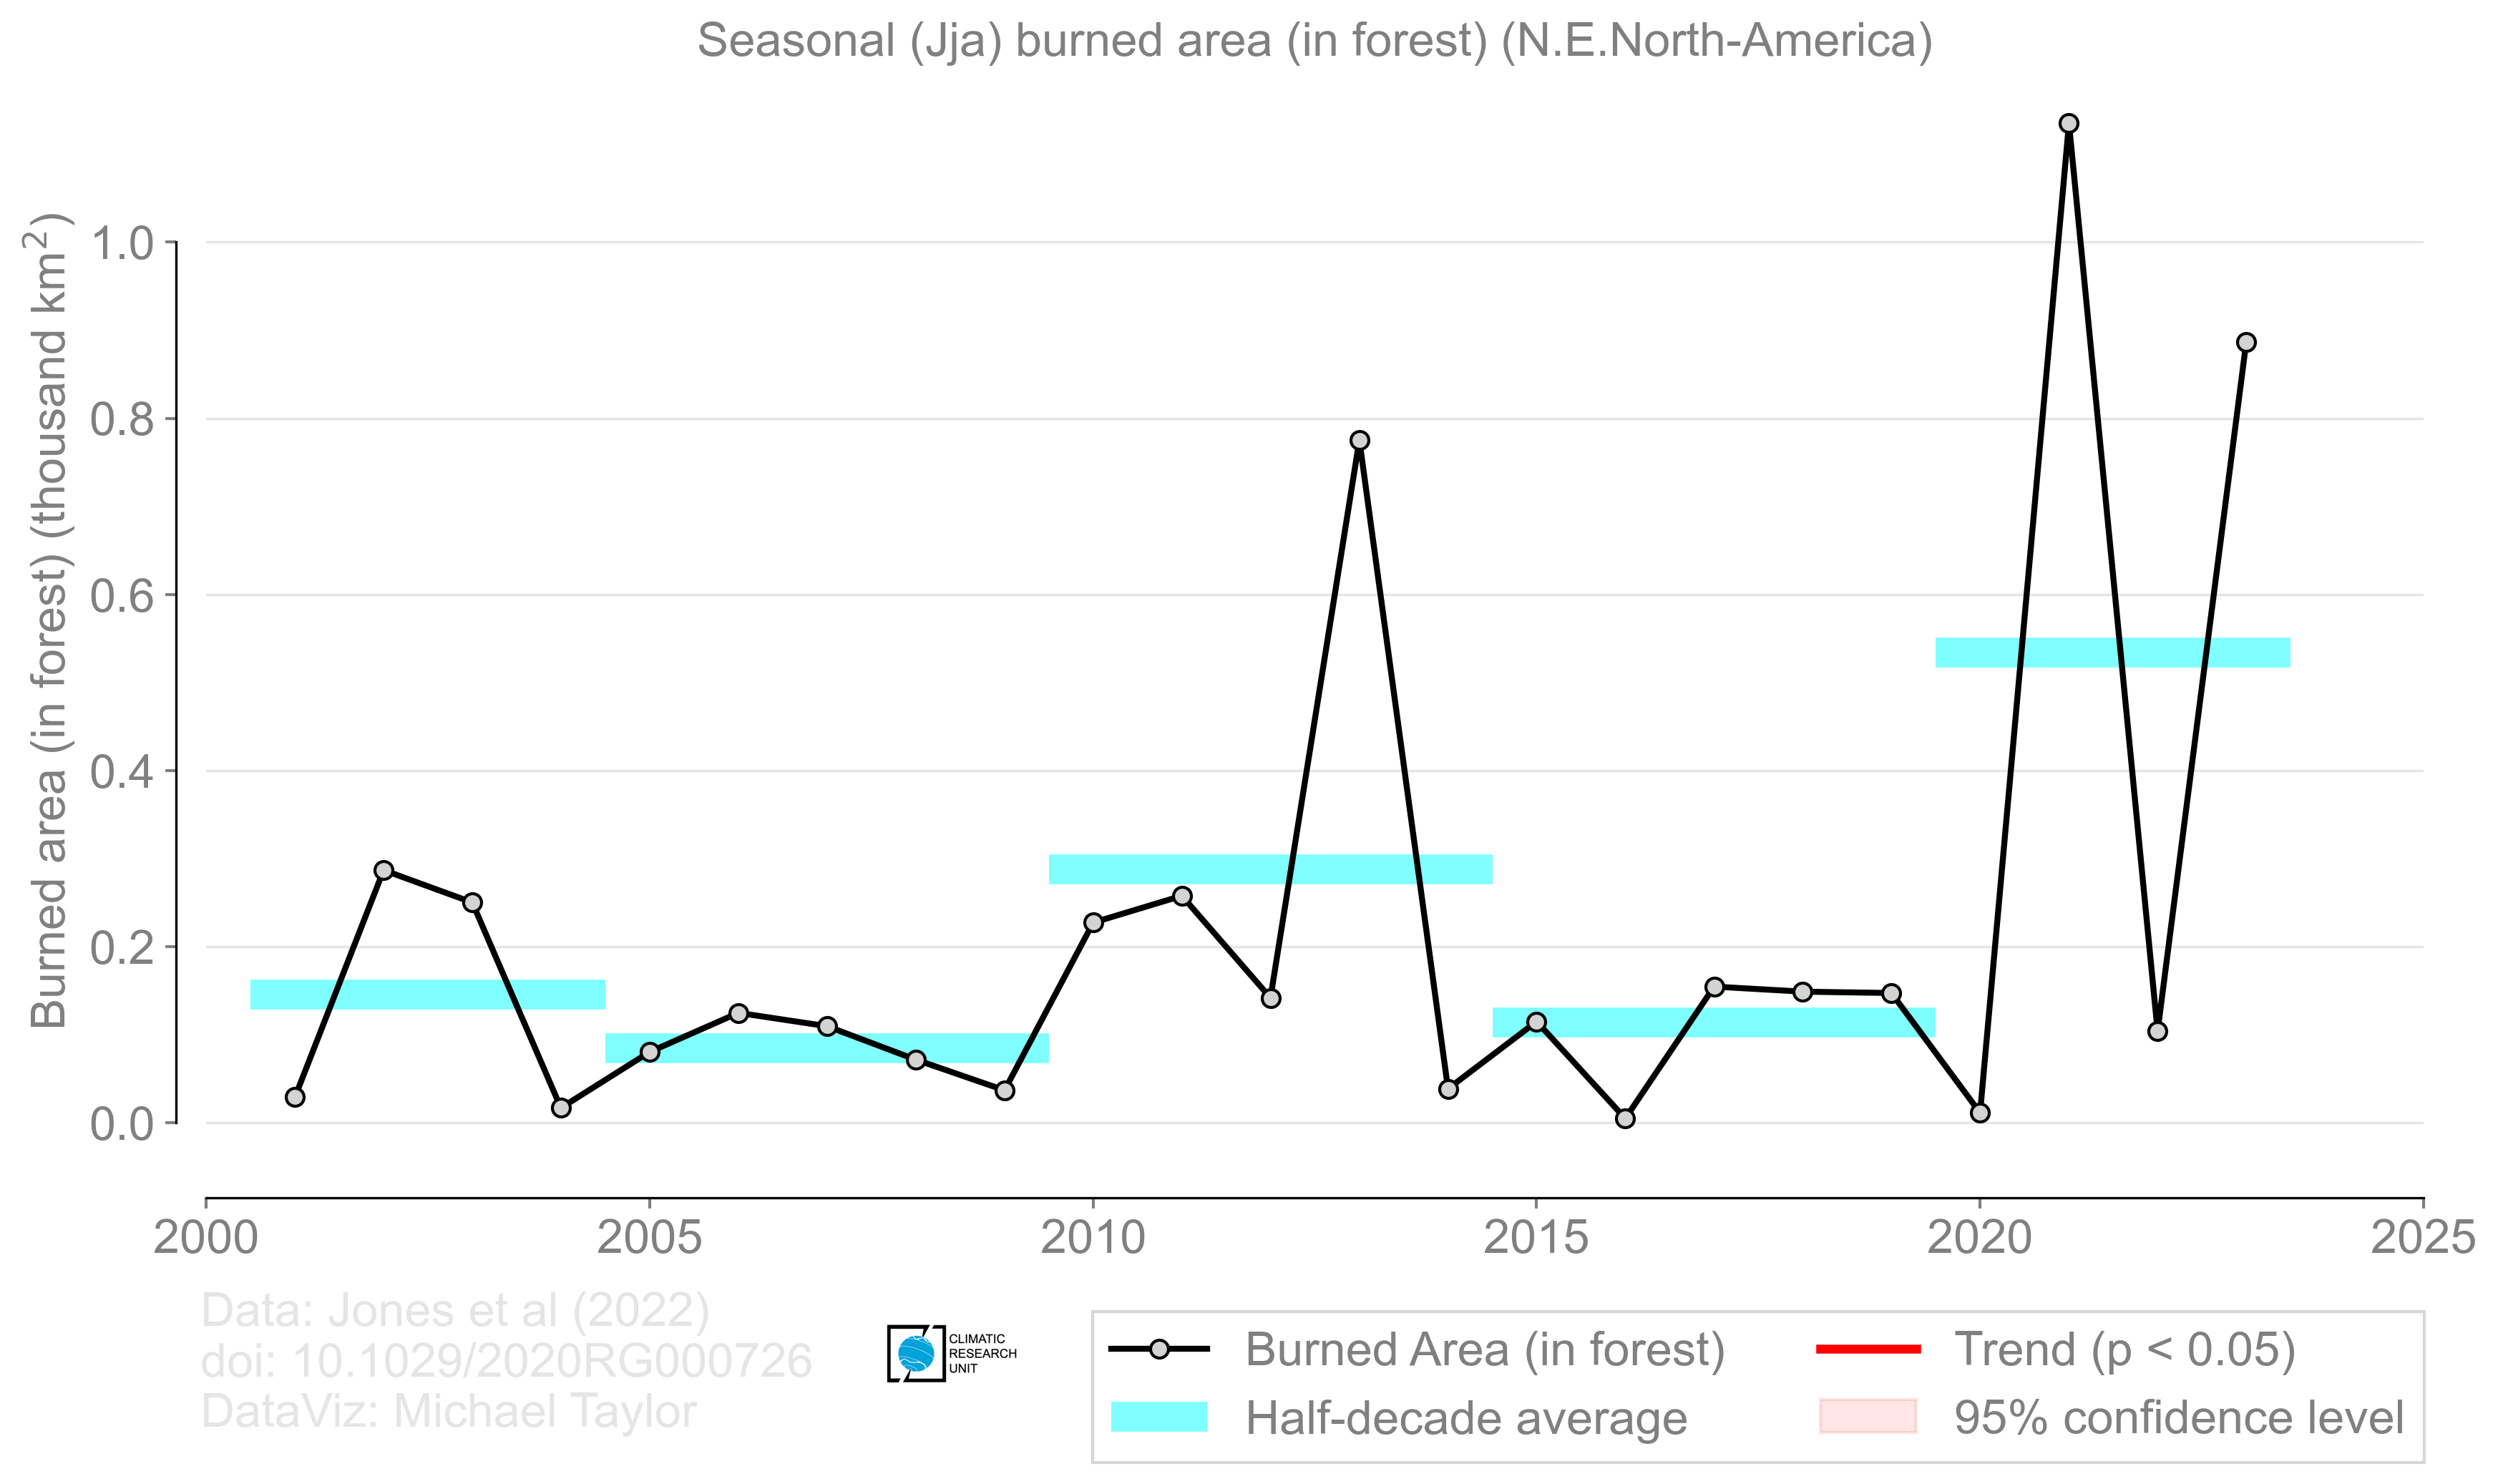 Seasonal (Jja) burned area (in forest) (N.E.North-America)
Burned area (in forest) (thousand km²)
1.0
0.8
0.6
0.4
0.2
0.0
2000 2005 2010 2015 2020 2025
Data: Jones et al (2022)
doi: 10.1029/2020RG000726
DataViz: Michael Taylor
CLIMATIC
RESEARCH
UNIT
Burned Area (in forest)
Half-decade average
Trend (p < 0.05)
95% confidence level